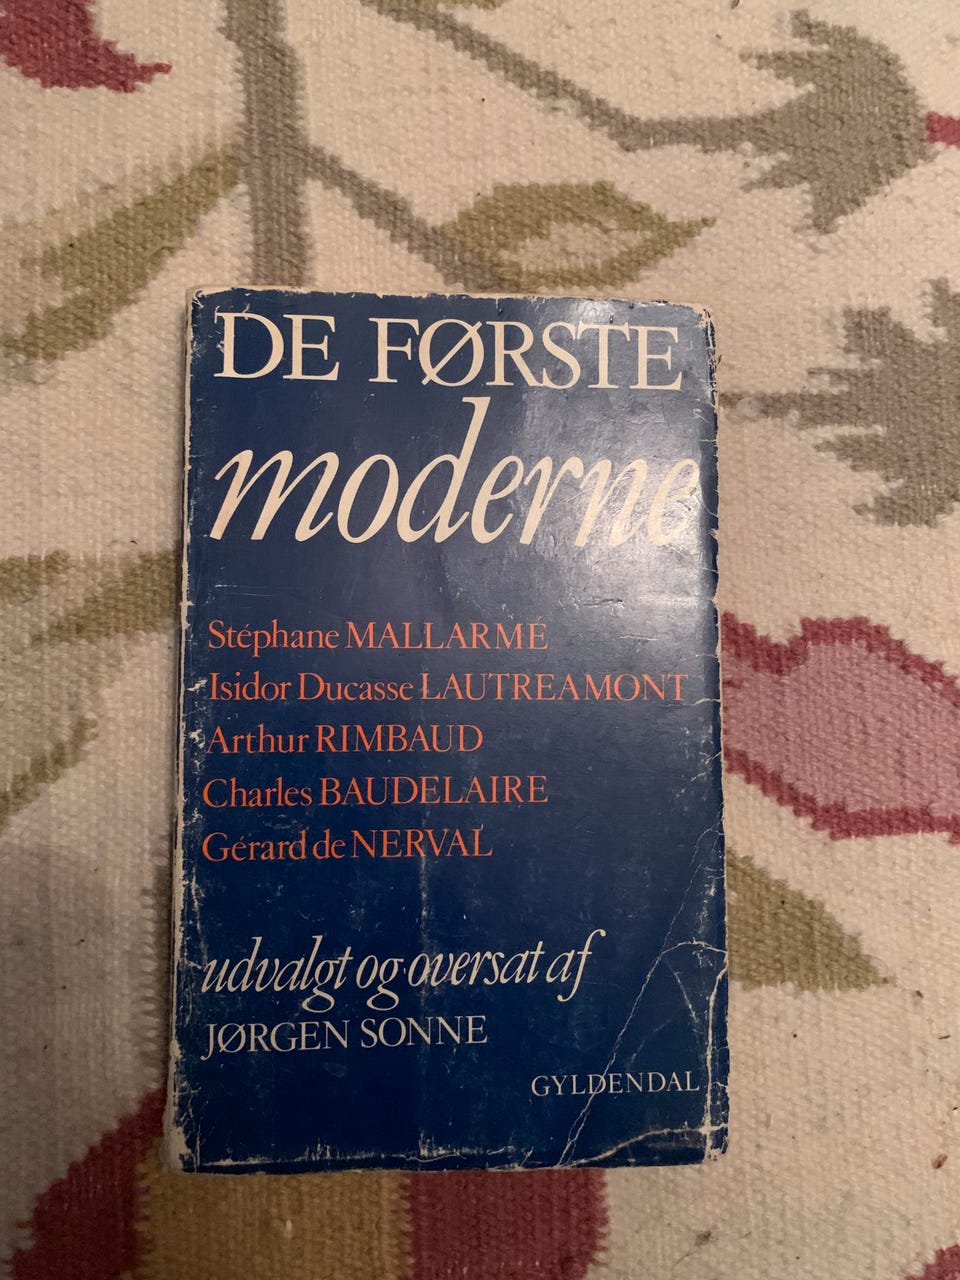 DE FØRSTE
moderne
Stéphane MALLARMÉ
Isidor Ducasse LAUTREAMONT
Arthur RIMBAUD
Charles BAUDELAIRE
Gérard de NERVAL
udvalgt og oversat af
JØRGEN SONNE
GYLDENDAL